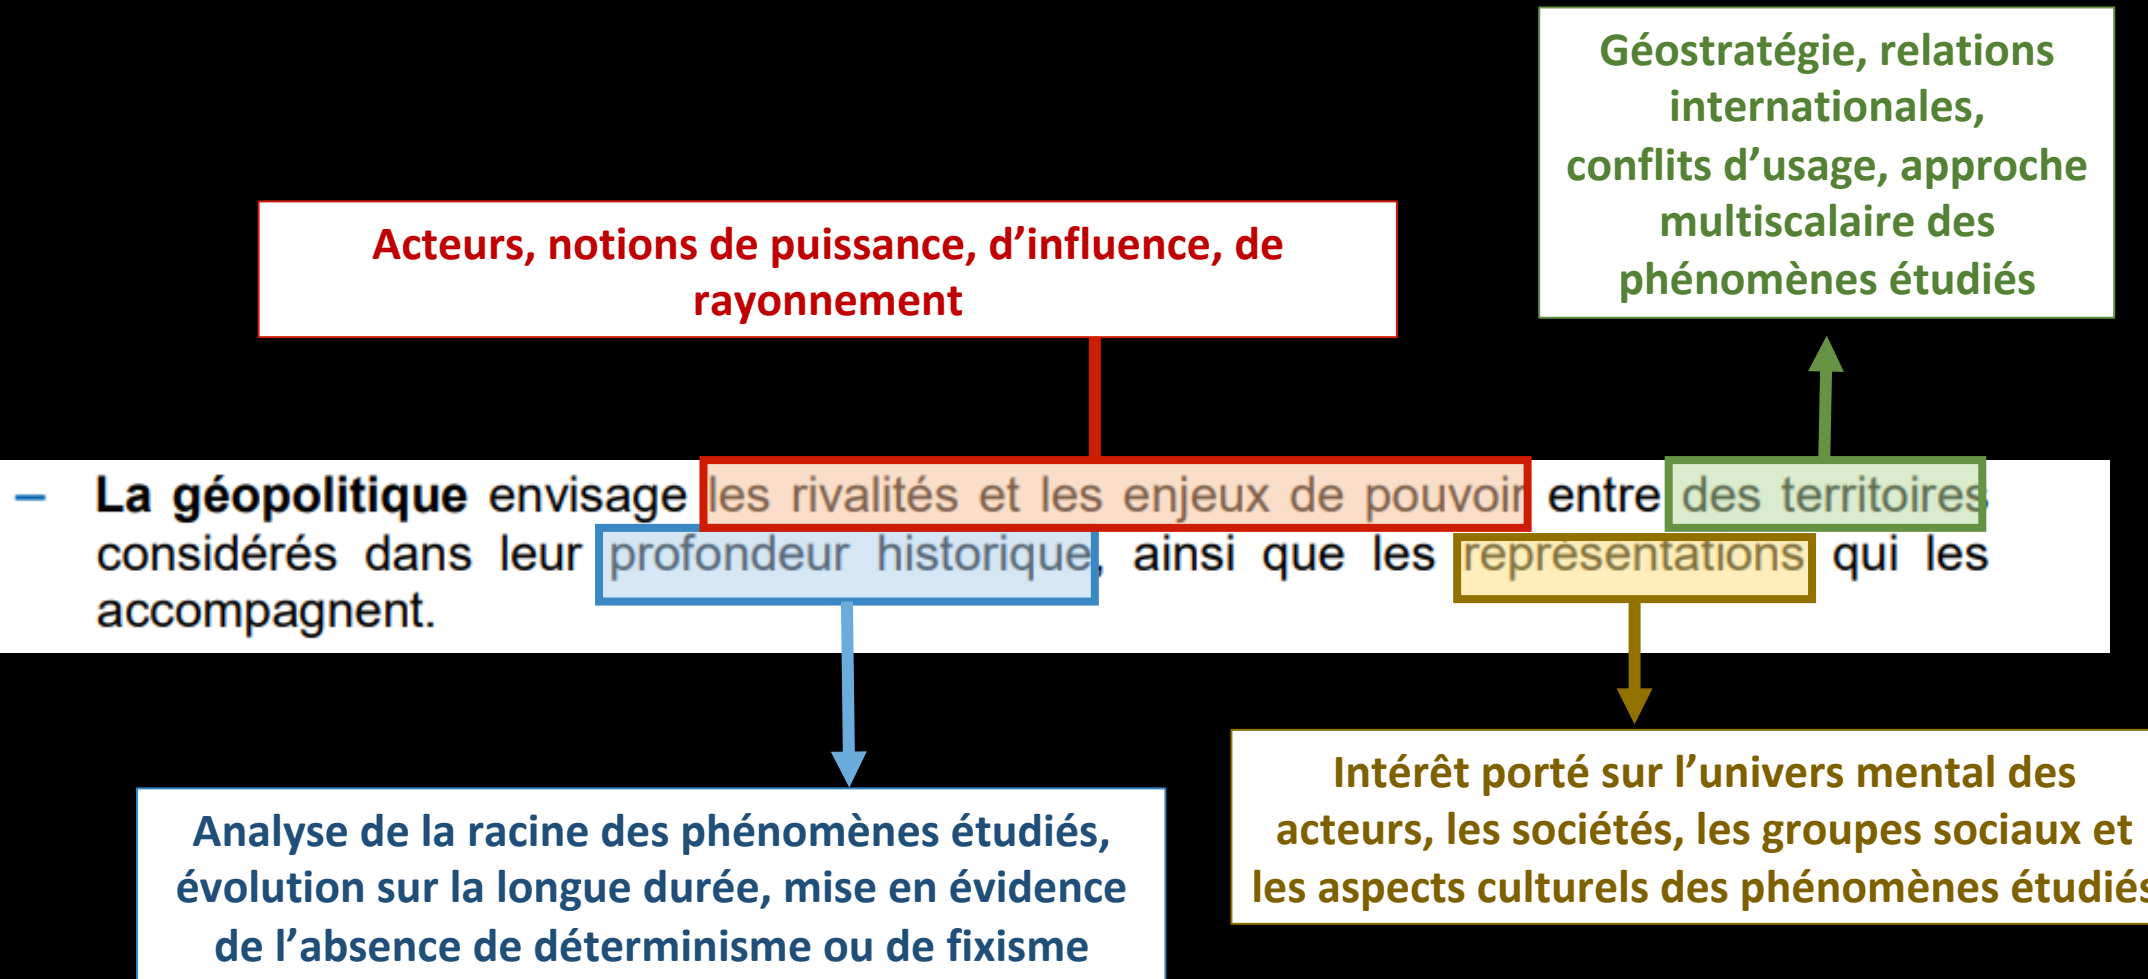 Géostratégie, relations
internationales,
conflits d’usage, approche
multiscalaire des
phénomènes étudiés
Acteurs, notions de puissance, d’influence, de
rayonnement
– La géopolitique envisage les rivalités et les enjeux de pouvoir entre des territoires
considérés dans leur profondeur historique, ainsi que les représentations qui les
accompagnent.
Intérêt porté sur l’univers mental des
acteurs, les sociétés, les groupes sociaux et
les aspects culturels des phénomènes étudiés
Analyse de la racine des phénomènes étudiés,
évolution sur la longue durée, mise en évidence
de l’absence de déterminisme ou de fixisme